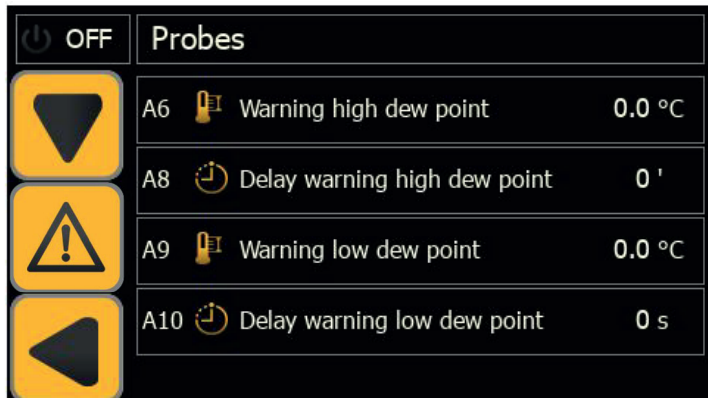 OFF Probes
A6 Warning high dew point 0.0 °C
A8 Delay warning high dew point 0 '
A9 Warning low dew point 0.0 °C
A10 Delay warning low dew point 0 s